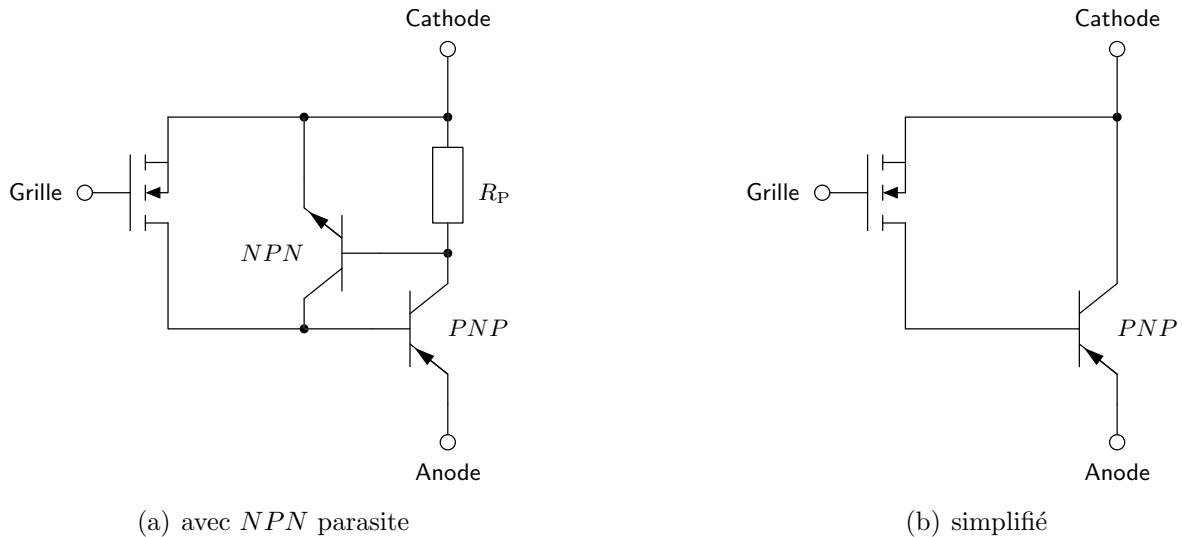 Cathode
Grille
R_P
NPN
PNP
Anode
(a) avec NPN parasite
Cathode
Grille
PNP
Anode
(b) simplifié